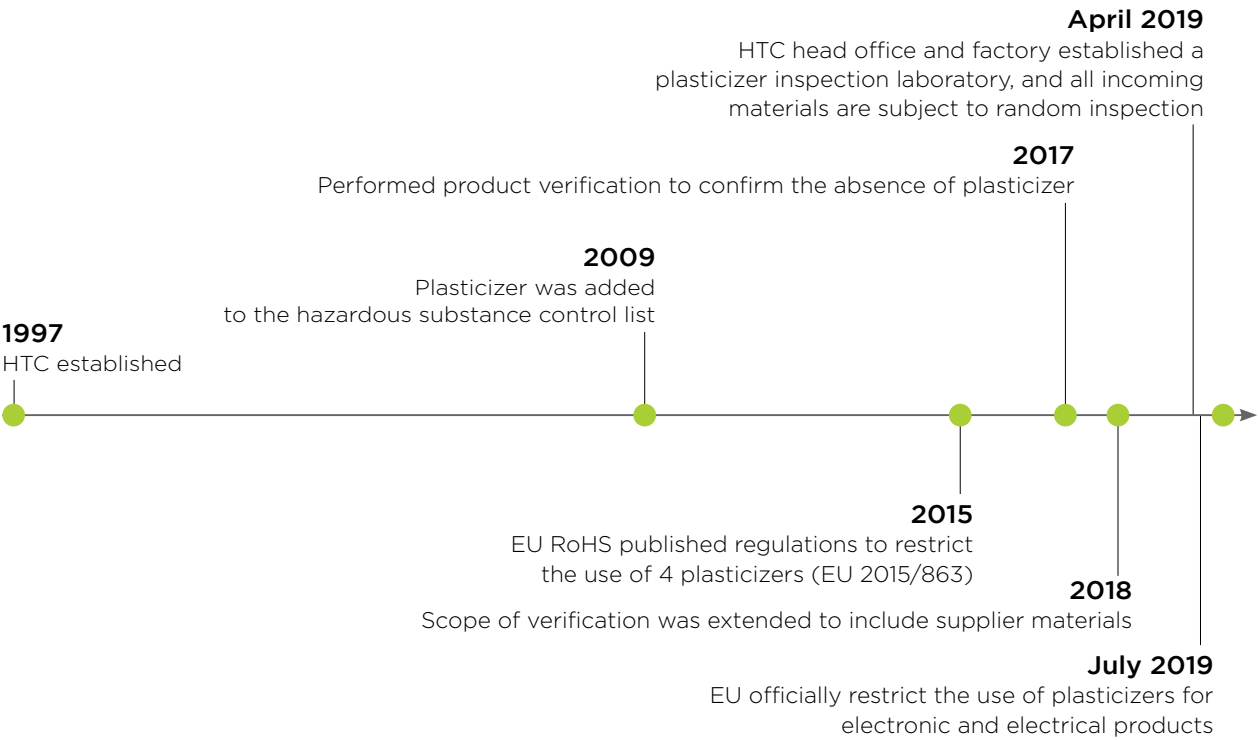 April 2019
HTC head office and factory established a
plasticizer inspection laboratory, and all incoming
materials are subject to random inspection
2017
Performed product verification to confirm the absence of plasticizer
2009
Plasticizer was added
to the hazardous substance control list
1997
HTC established
2015
EU RoHS published regulations to restrict
the use of 4 plasticizers (EU 2015/863)
2018
Scope of verification was extended to include supplier materials
July 2019
EU officially restrict the use of plasticizers for
electronic and electrical products